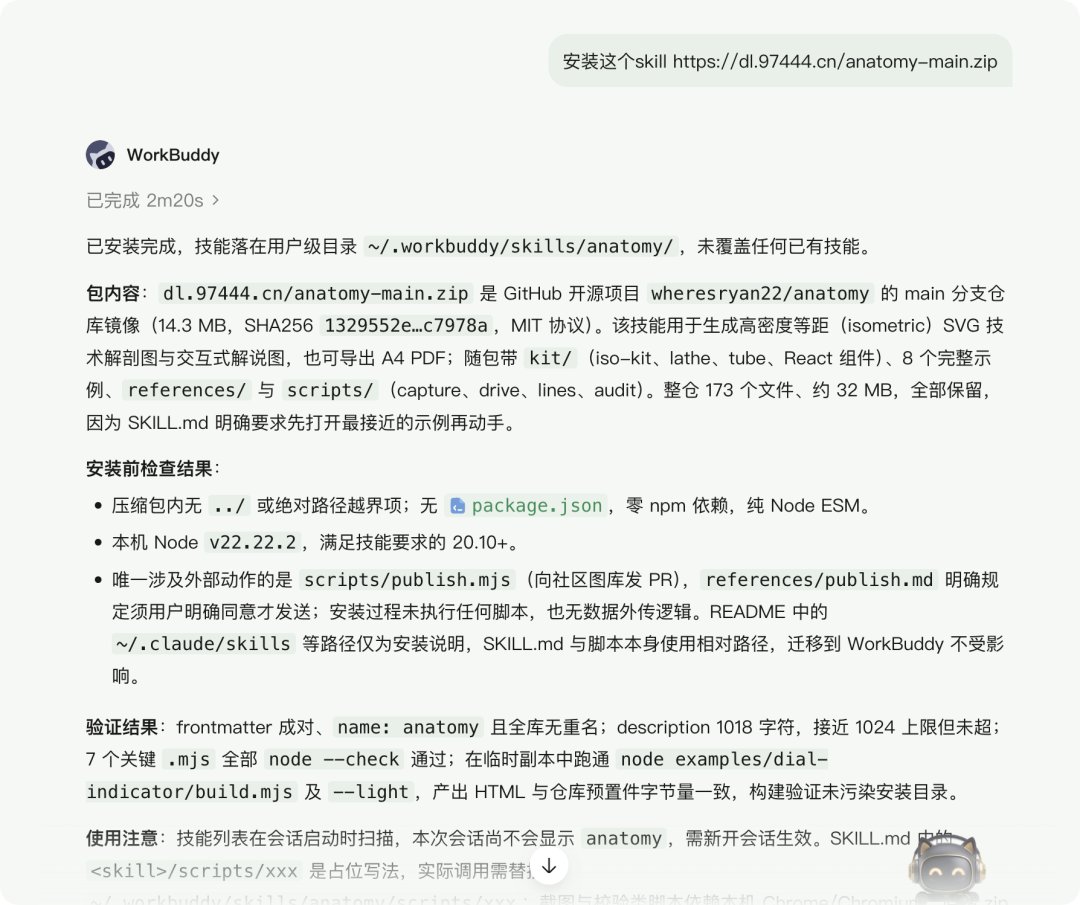 安装这个skill https://dl.97444.cn/anatomy-main.zip
WorkBuddy
已完成 2m20s >
已安装完成，技能落在用户级目录 ~/.workbuddy/skills/anatomy/，未覆盖任何已有技能。
包内容：dl.97444.cn/anatomy-main.zip 是 GitHub 开源项目 wheresryan22/anatomy 的 main 分支仓
库镜像（14.3 MB，SHA256 1329552e…c7978a，MIT 协议）。该技能用于生成高密度等距（isometric）SVG 技
术解剖图与交互式解说图，也可导出 A4 PDF；随包带 kit/（iso-kit、lathe、tube、React 组件）、8 个完整示
例、references/ 与 scripts/（capture、drive、lines、audit）。整仓 173 个文件、约 32 MB，全部保留，
因为 SKILL.md 明确要求先打开最接近的示例再动手。
安装前检查结果：
• 压缩包内无 ../ 或绝对路径越界项；无 package.json，零 npm 依赖，纯 Node ESM。
• 本机 Node v22.22.2，满足技能要求的 20.10+。
• 唯一涉及外部动作的是 scripts/publish.mjs（向社区图库发 PR），references/publish.md 明确规
定须用户明确同意才发送；安装过程未执行任何脚本，也无数据外传逻辑。README 中的
~/.claude/skills 等路径仅为安装说明，SKILL.md 与脚本本身使用相对路径，迁移到 WorkBuddy 不受影
响。
验证结果：frontmatter 成对、name: anatomy 且全库无重名；description 1018 字符，接近 1024 上限但未超；
7 个关键 .mjs 全部 node --check 通过；在临时副本中跑通 node examples/dial-
indicator/build.mjs 及 --light，产出 HTML 与仓库预置件字节量一致，构建验证未污染安装目录。
使用注意：技能列表在会话启动时扫描，本次会话尚不会显示 anatomy，需新开会话生效。SKILL.md 中的
<skill>/scripts/xxx 是占位写法，实际调用需替
~/.workbuddy/skills/anatomy/scripts/xxx；截图与校验类脚本依赖本机 Chrome/Chromium